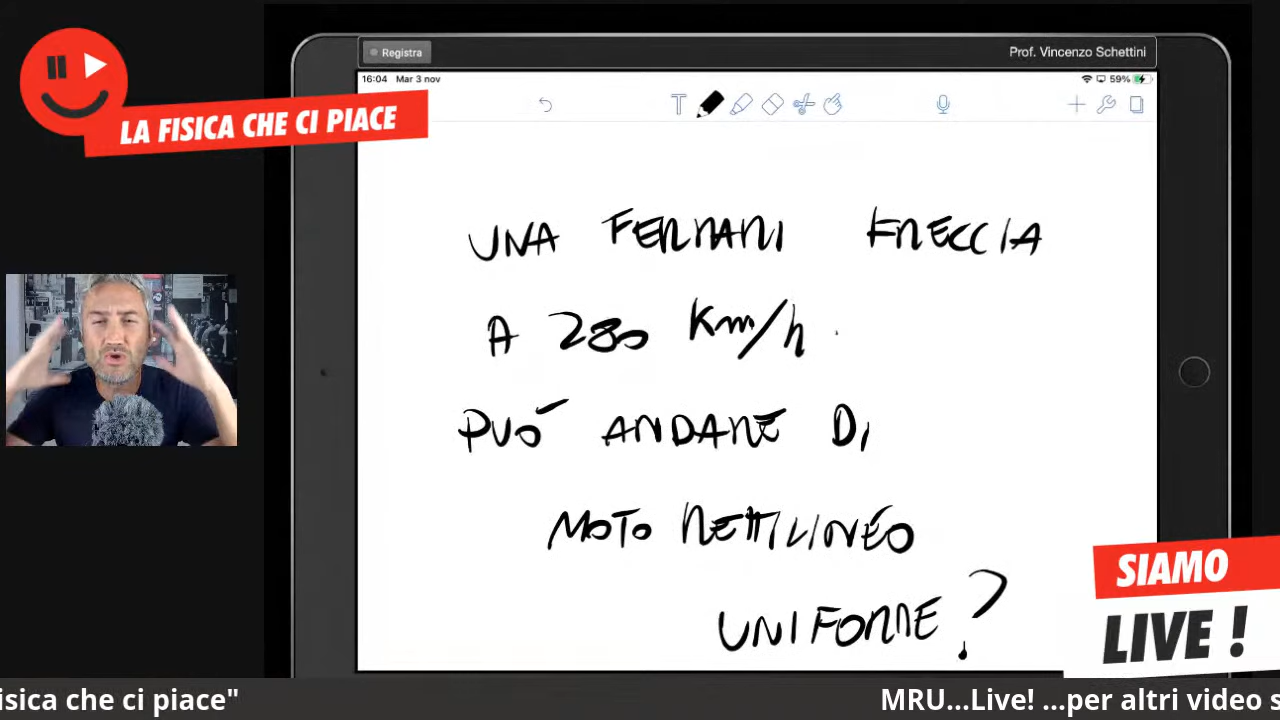 Registra
Prof. Vincenzo Schettini
16:04 Mar 3 nov
59%
LA FISICA CHE CI PIACE
UNA FERRARI FRECCIA
A 280 Km/h
PUÓ ANDARE DI
MOTO RETTILINEO
UNIFORME?
SIAMO
LIVE !
isica che ci piace"
MRU...Live! ...per altri video s